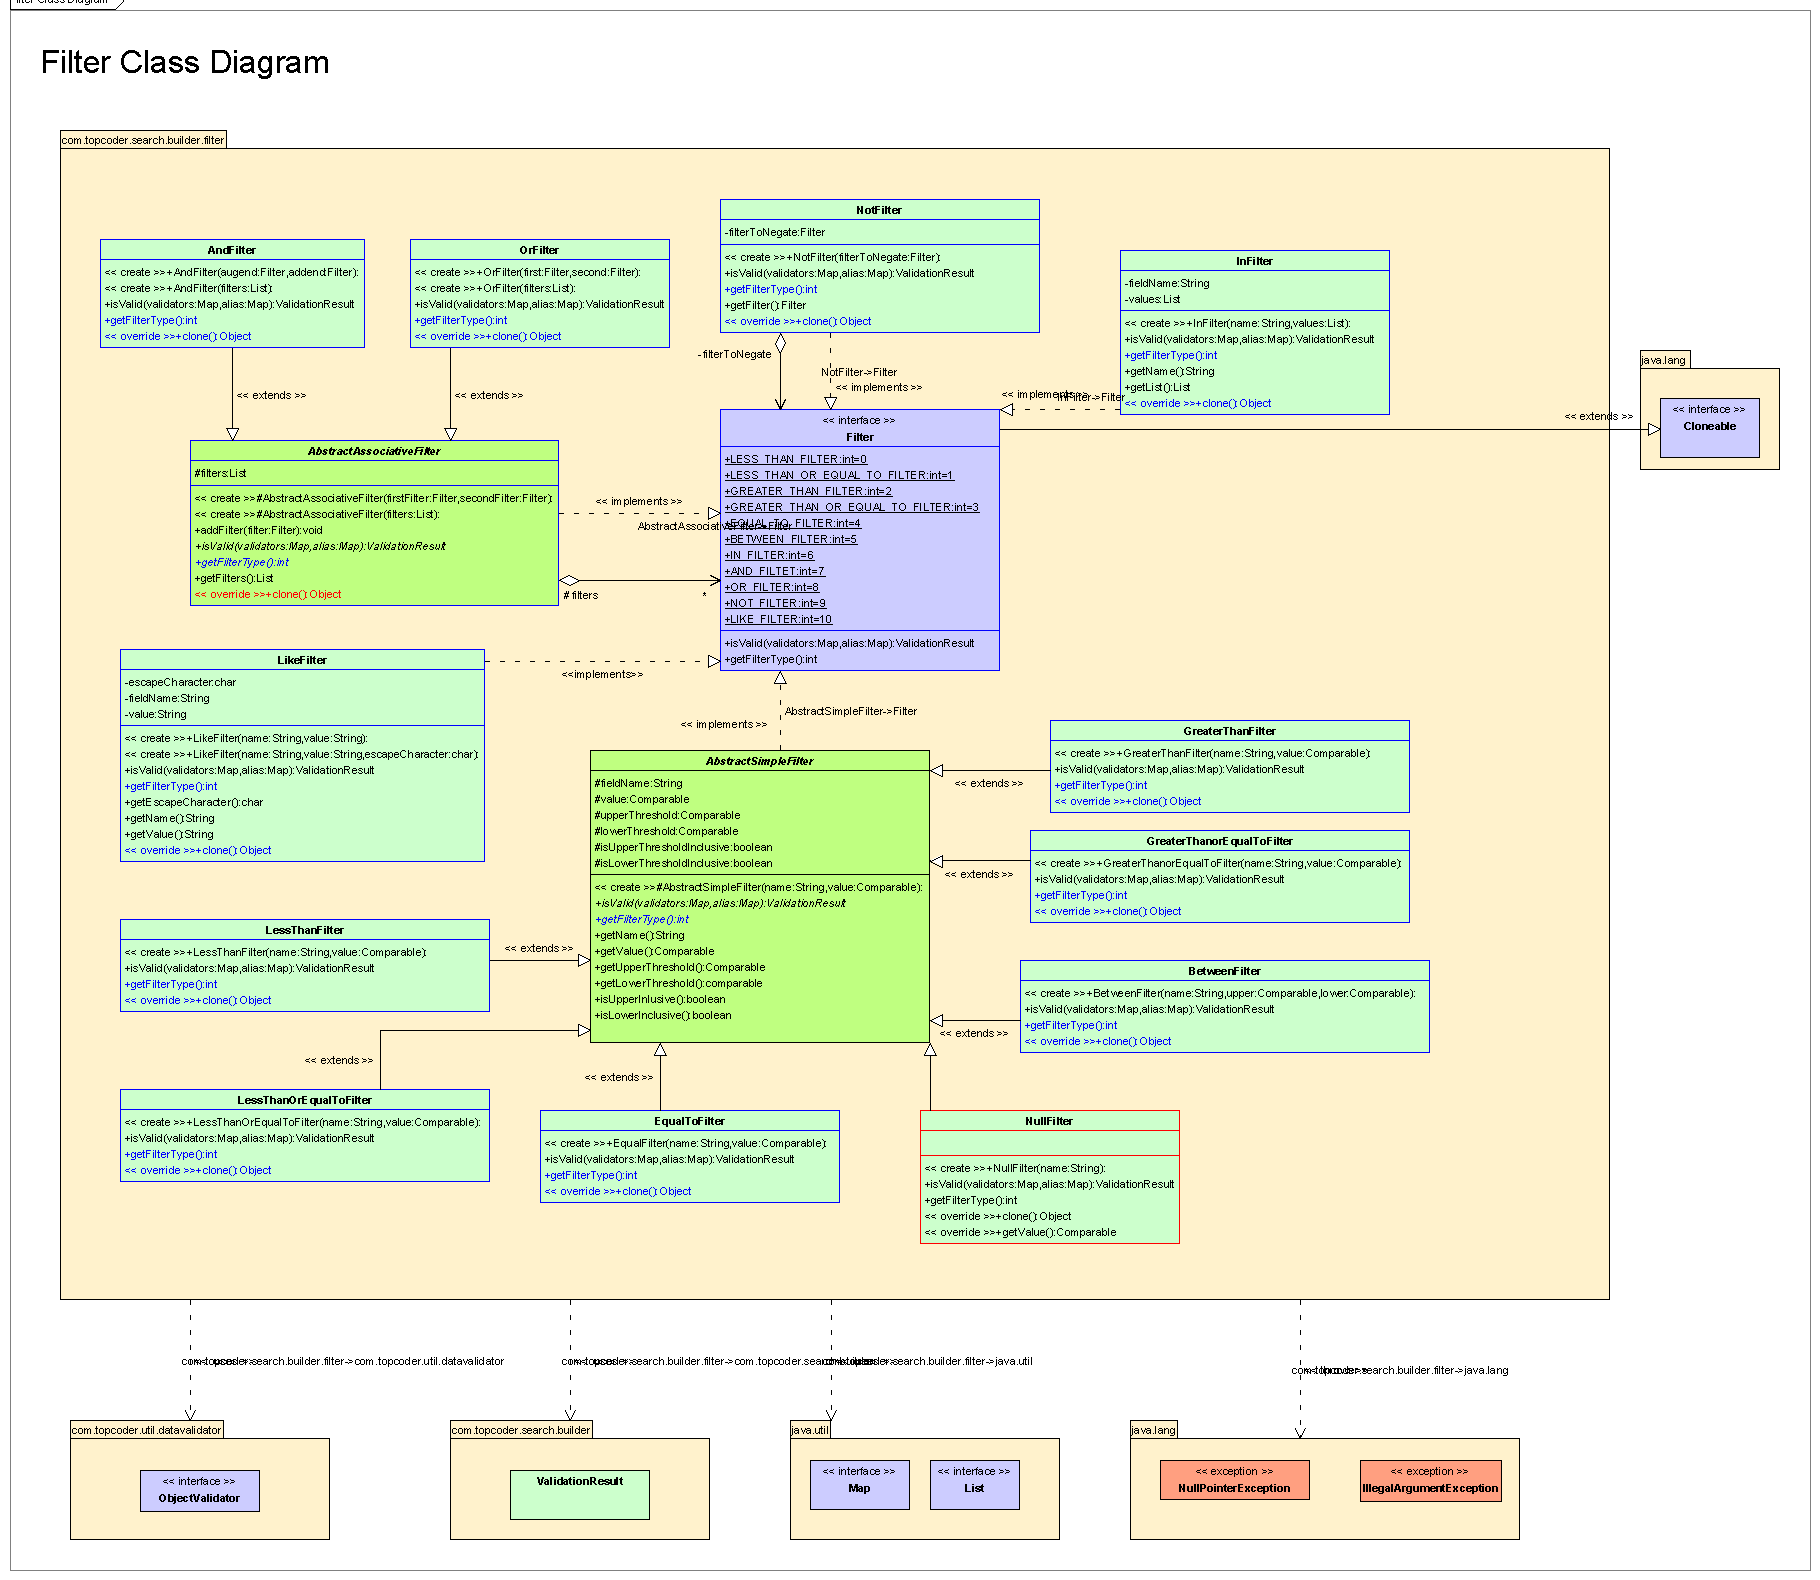 Filter Class Diagram
com.topcoder.search.builder.filter
NotFilter
-filterToNegate:Filter
<< create >>+NotFilter(filterToNegate:Filter):
+isValid(validators:Map,alias:Map):ValidationResult
+getFilterType():int
+getFilter():Filter
<< override >>+clone():Object
AndFilter
<< create >>+AndFilter(augend:Filter,addend:Filter):
<< create >>+AndFilter(filters:List):
+isValid(validators:Map,alias:Map):ValidationResult
+getFilterType():int
<< override >>+clone():Object
OrFilter
<< create >>+OrFilter(first:Filter,second:Filter):
<< create >>+OrFilter(filters:List):
+isValid(validators:Map,alias:Map):ValidationResult
+getFilterType():int
<< override >>+clone():Object
InFilter
-fieldName:String
-values:List
<< create >>+InFilter(name:String,values:List):
+isValid(validators:Map,alias:Map):ValidationResult
+getFilterType():int
+getName():String
+getList():List
<< override >>+clone():Object
-filterToNegate
NotFilter->Filter
<< implements >>
<< implements >>
InFilter->Filter
<< extends >>
<< extends >>
<< extends >>
java.lang
<< interface >>
Cloneable
AbstractAssociativeFilter
#filters:List
<< create >>#AbstractAssociativeFilter(firstFilter:Filter,secondFilter:Filter):
<< create >>#AbstractAssociativeFilter(filters:List):
+addFilter(filter:Filter):void
+isValid(validators:Map,alias:Map):ValidationResult
+getFilterType():int
+getFilters():List
<< override >>+clone():Object
<< implements >>
AbstractAssociativeFilter->Filter
#filters
*
<< interface >>
Filter
+LESS_THAN_FILTER:int=0
+LESS_THAN_OR_EQUAL_TO_FILTER:int=1
+GREATER_THAN_FILTER:int=2
+GREATER_THAN_OR_EQUAL_TO_FILTER:int=3
+EQUAL_TO_FILTER:int=4
+BETWEEN_FILTER:int=5
+IN_FILTER:int=6
+AND_FILTET:int=7
+OR_FILTER:int=8
+NOT_FILTER:int=9
+LIKE_FILTER:int=10
+isValid(validators:Map,alias:Map):ValidationResult
+getFilterType():int
LikeFilter
-escapeCharacter:char
-fieldName:String
-value:String
<< create >>+LikeFilter(name:String,value:String):
<< create >>+LikeFilter(name:String,value:String,escapeCharacter:char):
+isValid(validators:Map,alias:Map):ValidationResult
+getFilterType():int
+getEscapeCharacter():char
+getName():String
+getValue():String
<< override >>+clone():Object
<<implements>>
AbstractSimpleFilter->Filter
<< implements >>
AbstractSimpleFilter
#fieldName:String
#value:Comparable
#upperThreshold:Comparable
#lowerThreshold:Comparable
#isUpperThresholdInclusive:boolean
#isLowerThresholdInclusive:boolean
<< create >>#AbstractSimpleFilter(name:String,value:Comparable):
+isValid(validators:Map,alias:Map):ValidationResult
+getFilterType():int
+getName():String
+getValue():Comparable
+getUpperThreshold():Comparable
+getLowerThreshold():comparable
+isUpperInlusive():boolean
+isLowerInclusive():boolean
GreaterThanFilter
<< create >>+GreaterThanFilter(name:String,value:Comparable):
+isValid(validators:Map,alias:Map):ValidationResult
+getFilterType():int
<< override >>+clone():Object
<< extends >>
GreaterThanorEqualToFilter
<< create >>+GreaterThanorEqualToFilter(name:String,value:Comparable):
+isValid(validators:Map,alias:Map):ValidationResult
+getFilterType():int
<< override >>+clone():Object
<< extends >>
LessThanFilter
<< create >>+LessThanFilter(name:String,value:Comparable):
+isValid(validators:Map,alias:Map):ValidationResult
+getFilterType():int
<< override >>+clone():Object
<< extends >>
BetweenFilter
<< create >>+BetweenFilter(name:String,upper:Comparable,lower:Comparable):
+isValid(validators:Map,alias:Map):ValidationResult
+getFilterType():int
<< override >>+clone():Object
<< extends >>
<< extends >>
<< extends >>
LessThanOrEqualToFilter
<< create >>+LessThanOrEqualToFilter(name:String,value:Comparable):
+isValid(validators:Map,alias:Map):ValidationResult
+getFilterType():int
<< override >>+clone():Object
EqualToFilter
<< create >>+EqualFilter(name:String,value:Comparable):
+isValid(validators:Map,alias:Map):ValidationResult
+getFilterType():int
<< override >>+clone():Object
NullFilter
<< create >>+NullFilter(name:String):
+isValid(validators:Map,alias:Map):ValidationResult
+getFilterType():int
<< override >>+clone():Object
<< override >>+getValue():Comparable
com.topcoder.search.builder.filter->com.topcoder.util.datavalidator
com.topcoder.search.builder.filter->com.topcoder.search.builder
com.topcoder.search.builder.filter->java.util
com.topcoder.search.builder.filter->java.lang
com.topcoder.util.datavalidator
<< interface >>
ObjectValidator
com.topcoder.search.builder
ValidationResult
java.util
<< interface >>
Map
<< interface >>
List
java.lang
<< exception >>
NullPointerException
<< exception >>
IllegalArgumentException